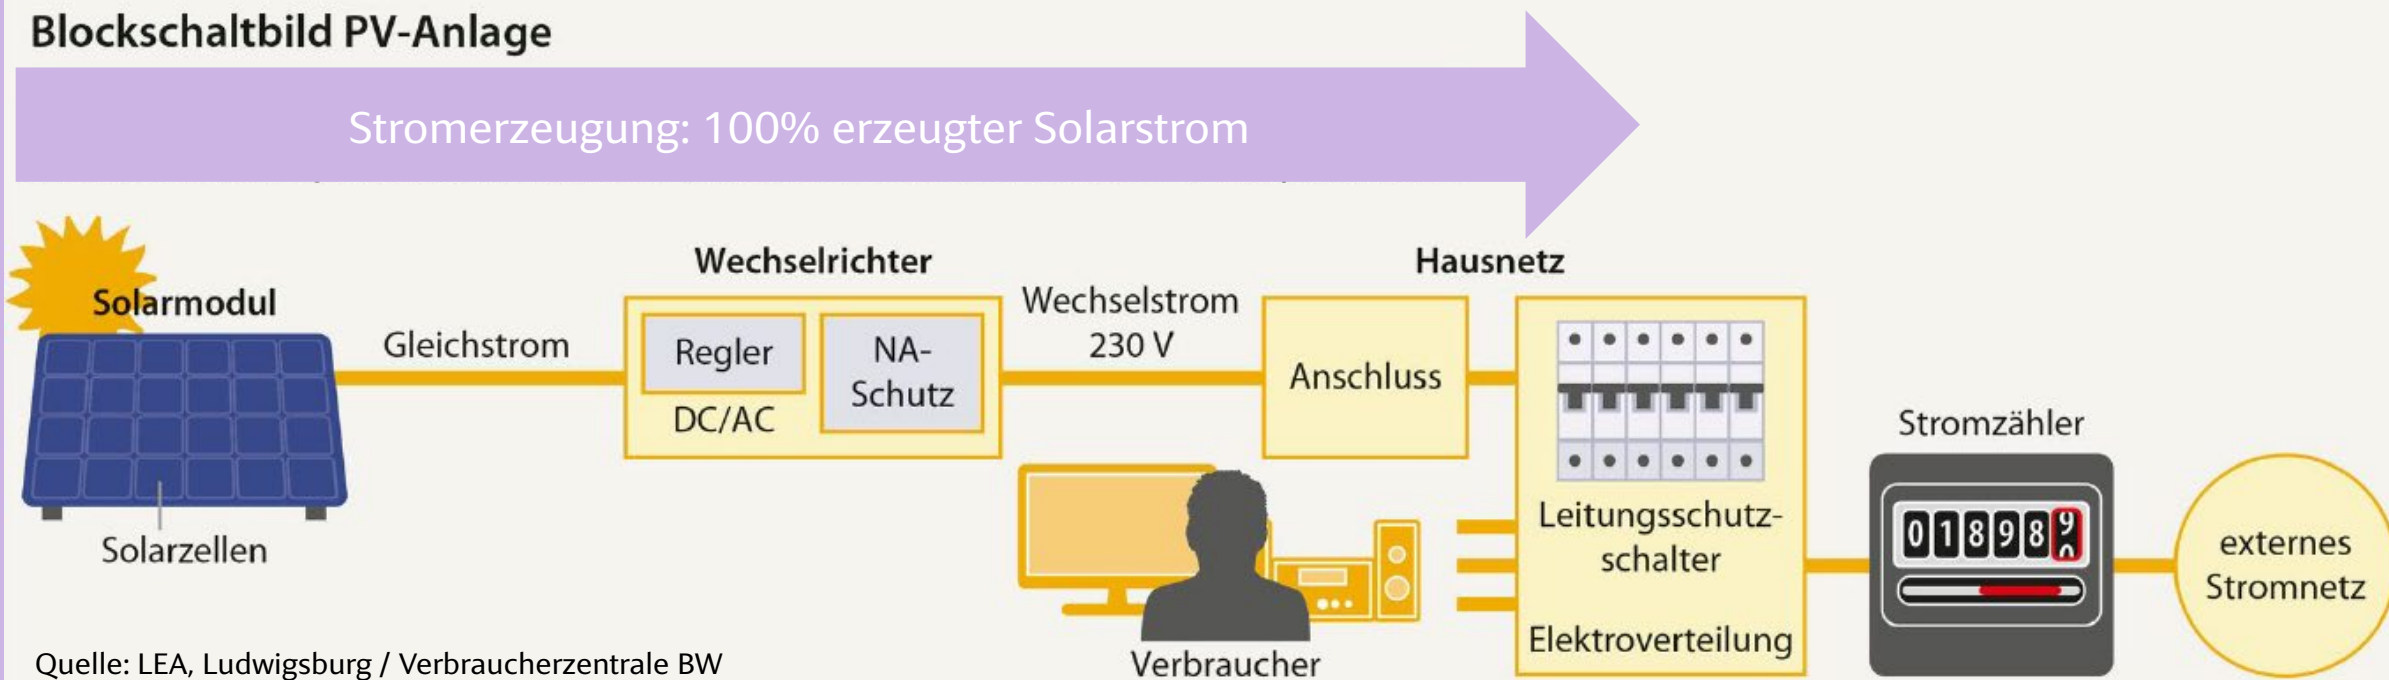 Blockschaltbild PV-Anlage
Stromerzeugung: 100% erzeugter Solarstrom
Solarmodul
Solarzellen
Gleichstrom
Wechselrichter
Regler
DC/AC
NA-
Schutz
Wechselstrom
230 V
Hausnetz
Anschluss
Leitungsschutz-
schalter
Elektroverteilung
Verbraucher
Stromzähler
01898
externes
Stromnetz
Quelle: LEA, Ludwigsburg / Verbraucherzentrale BW